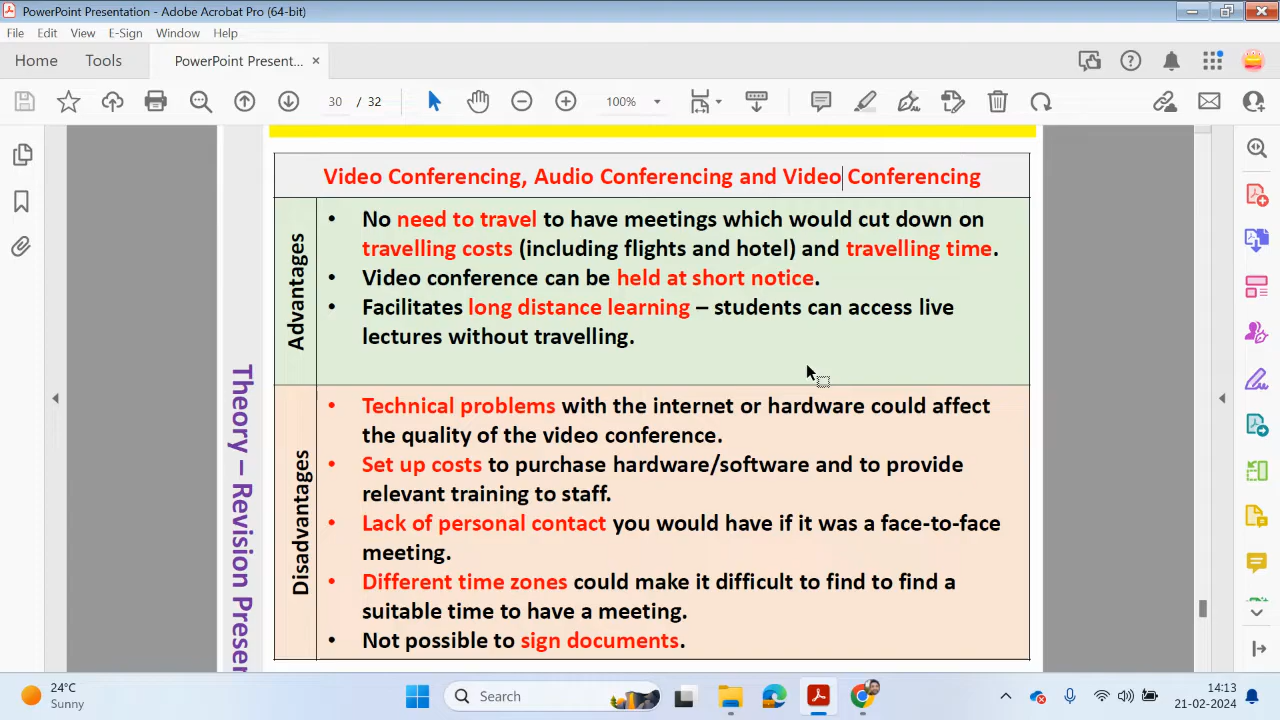 PowerPoint Presentation - Adobe Acrobat Pro (64-bit)
File Edit View E-Sign Window Help
Home Tools PowerPoint Present... ×
30 / 32 100%
Video Conferencing, Audio Conferencing and Video Conferencing
Advantages
• No need to travel to have meetings which would cut down on
travelling costs (including flights and hotel) and travelling time.
• Video conference can be held at short notice.
• Facilitates long distance learning – students can access live
lectures without travelling.
Disadvantages
• Technical problems with the internet or hardware could affect
the quality of the video conference.
• Set up costs to purchase hardware/software and to provide
relevant training to staff.
• Lack of personal contact you would have if it was a face-to-face
meeting.
• Different time zones could make it difficult to find to find a
suitable time to have a meeting.
• Not possible to sign documents.
Theory – Revision Presen
24°C
Sunny
Search
14:13
21-02-2024